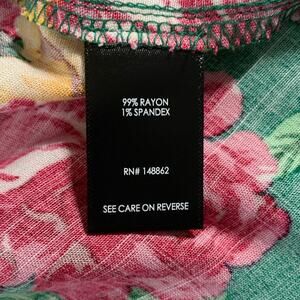 99% RAYON
1% SPANDEX
RN# 148862
SEE CARE ON REVERSE